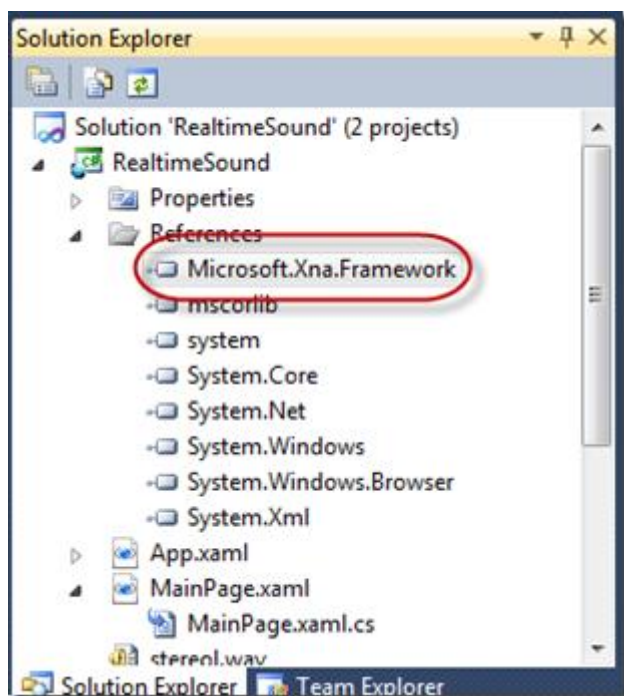 Solution Explorer
Solution 'RealtimeSound' (2 projects)
RealtimeSound
Properties
References
Microsoft.Xna.Framework
mscorlib
system
System.Core
System.Net
System.Windows
System.Windows.Browser
System.Xml
App.xaml
MainPage.xaml
MainPage.xaml.cs
stereol.wav
Solution Explorer Team Explorer